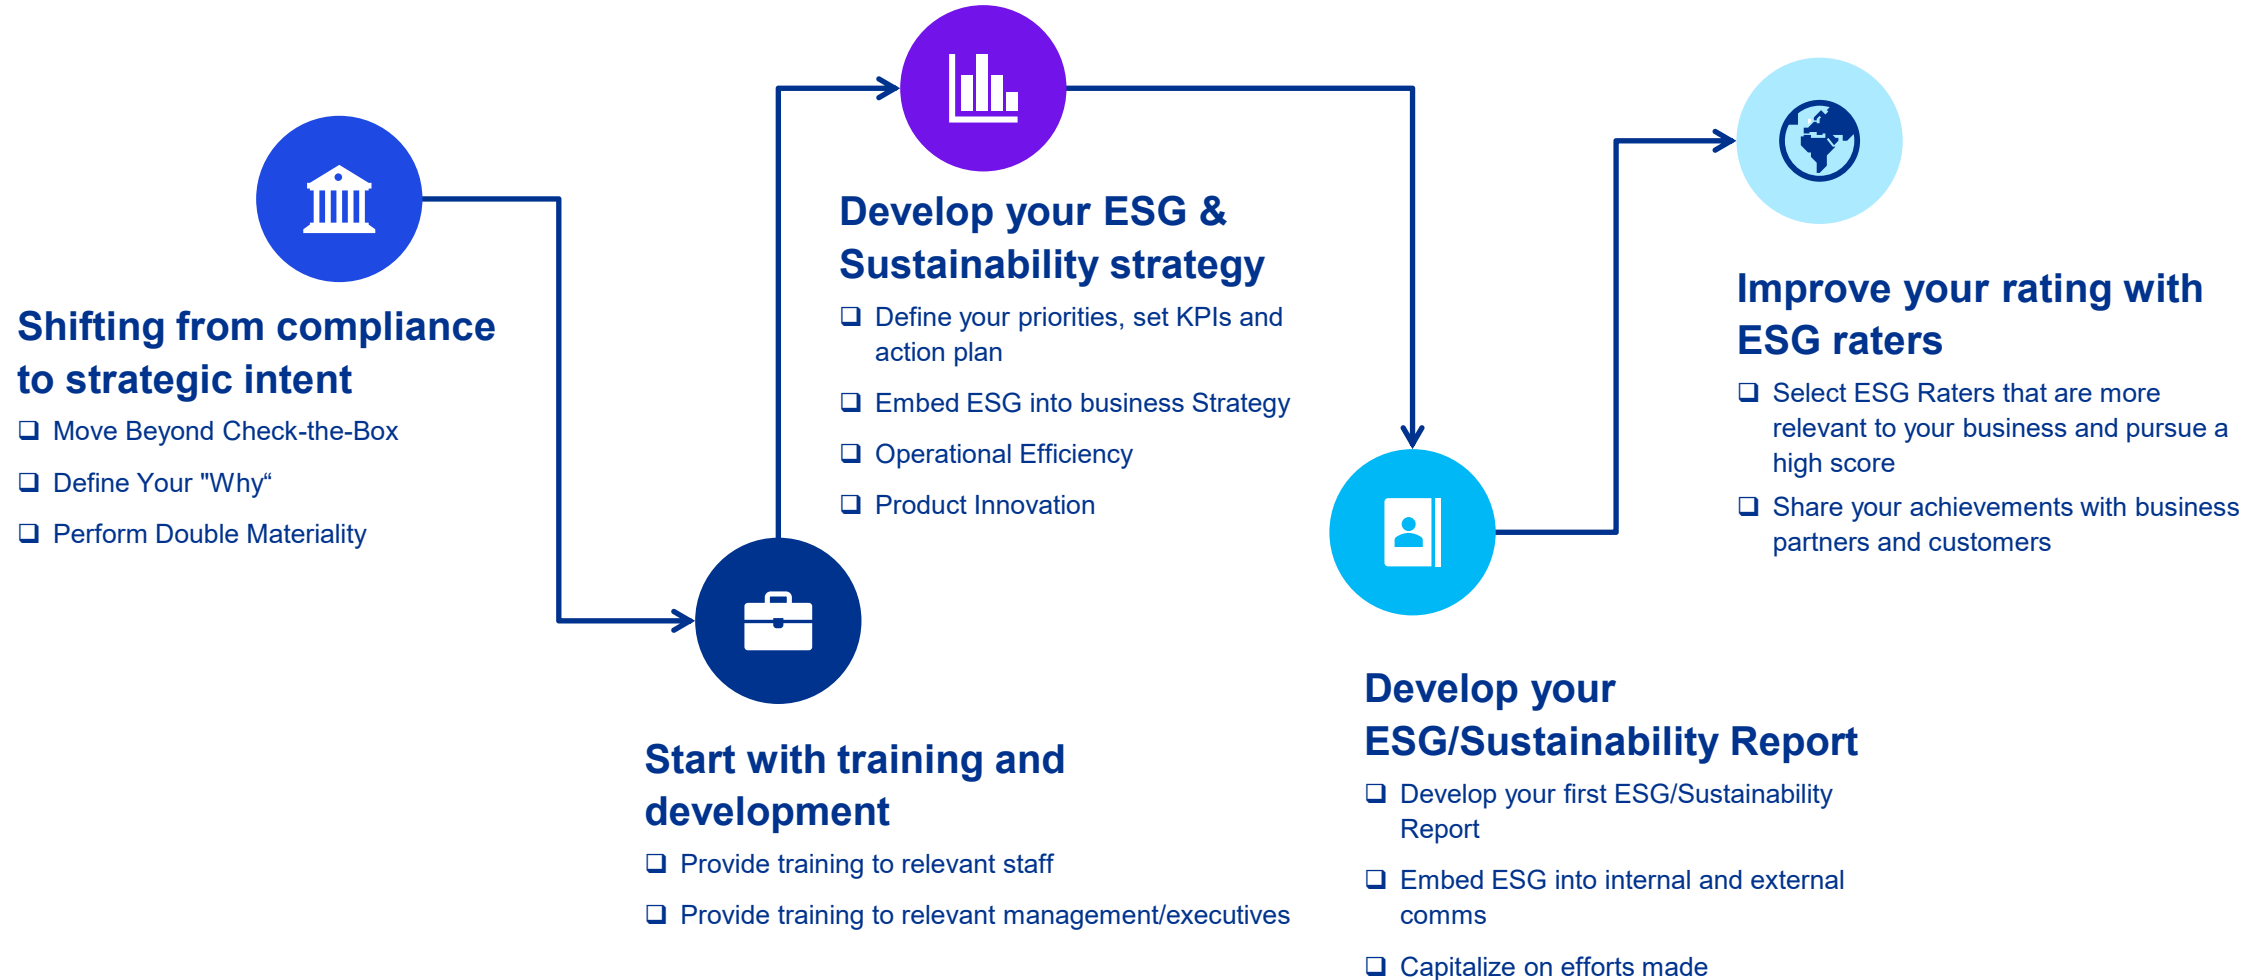 Shifting from compliance
to strategic intent
❑ Move Beyond Check-the-Box
❑ Define Your "Why“
❑ Perform Double Materiality
Start with training and
development
❑ Provide training to relevant staff
❑ Provide training to relevant management/executives
Develop your ESG &
Sustainability strategy
❑ Define your priorities, set KPIs and
action plan
❑ Embed ESG into business Strategy
❑ Operational Efficiency
❑ Product Innovation
Develop your
ESG/Sustainability Report
❑ Develop your first ESG/Sustainability
Report
❑ Embed ESG into internal and external
comms
❑ Capitalize on efforts made
Improve your rating with
ESG raters
❑ Select ESG Raters that are more
relevant to your business and pursue a
high score
❑ Share your achievements with business
partners and customers